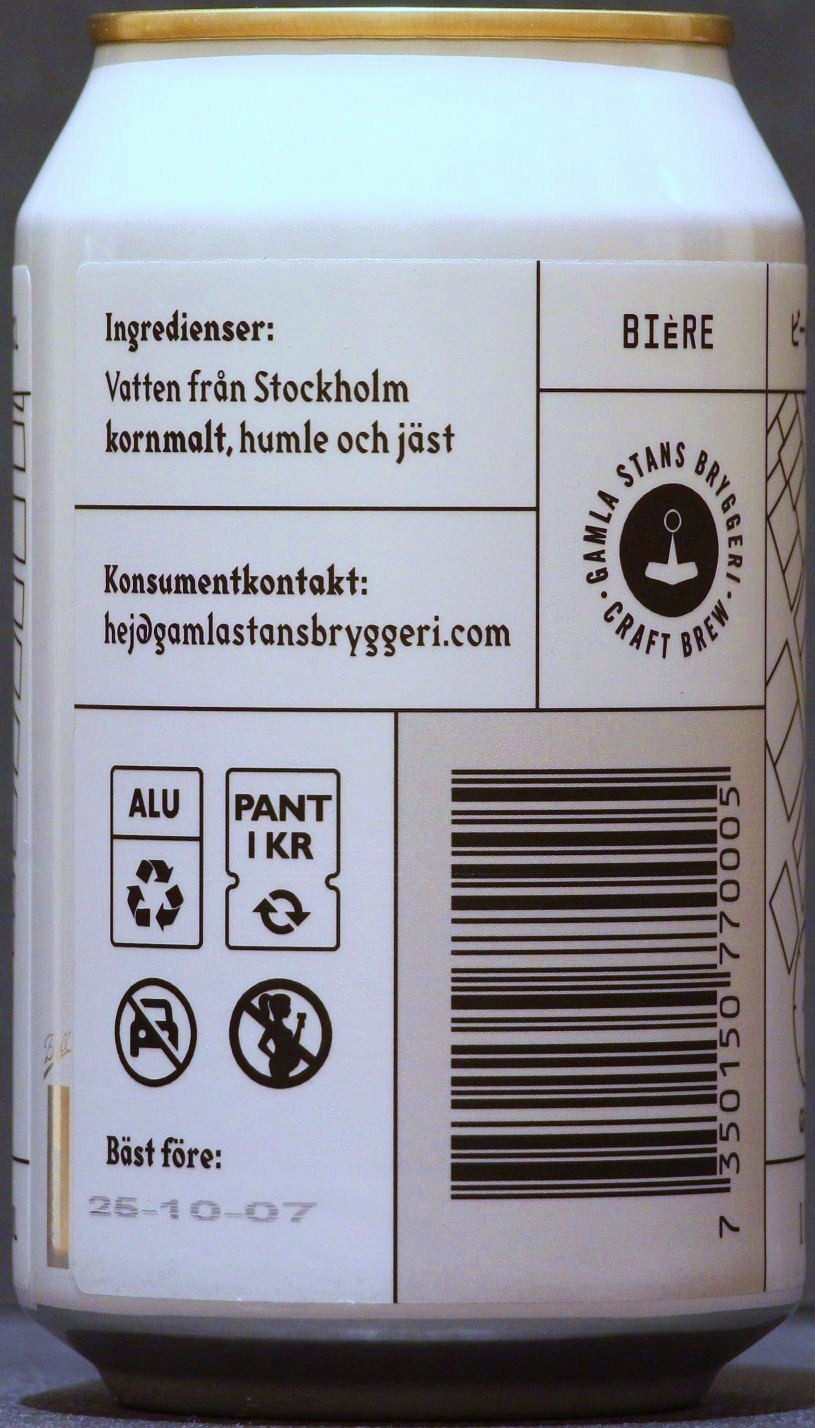 Ingredienser:
Vatten från Stockholm
kornmalt, humle och jäst
BIèRE
GAMLA STANS BRYGGERI
• CRAFT BREW •
Konsumentkontakt:
hej@gamlastansbryggeri.com
ALU
PANT
1 KR
Bäst före:
25-10-07
7 350150 770005